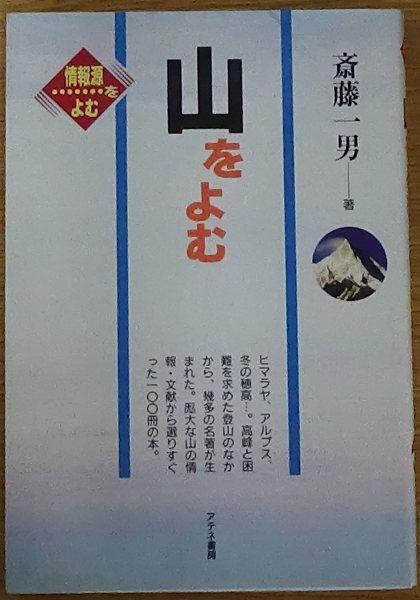 斎藤一男──著
山をよむ
情報源
を
よむ
ヒマラヤ、アルプス、
冬の穂高…。高峰と困
難を求めた登山のなか
から、幾多の名著が生
まれた。厖大な山の情
報・文献から選りすぐ
った一〇〇冊の本。
アテネ書房